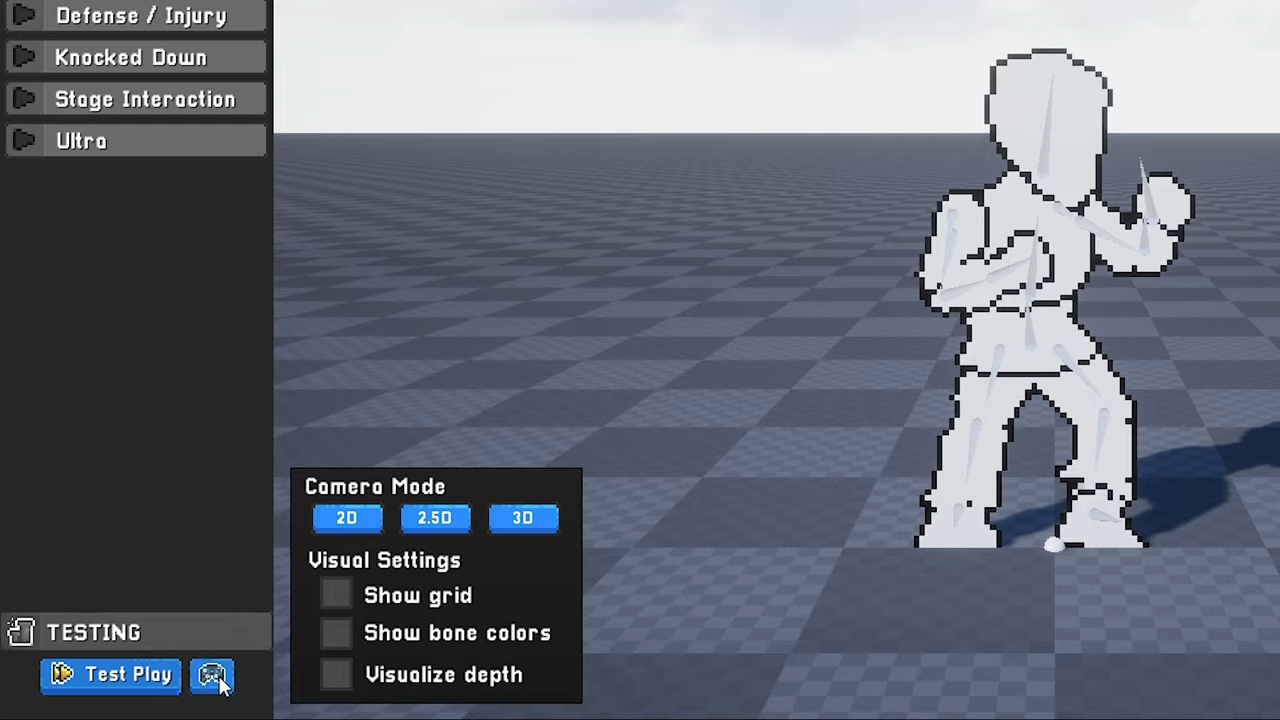 Defense / Injury
Knocked Down
Stage Interaction
Ultra
Camera Mode
2D 2.5D 3D
Visual Settings
Show grid
Show bone colors
Visualize depth
TESTING
Test Play